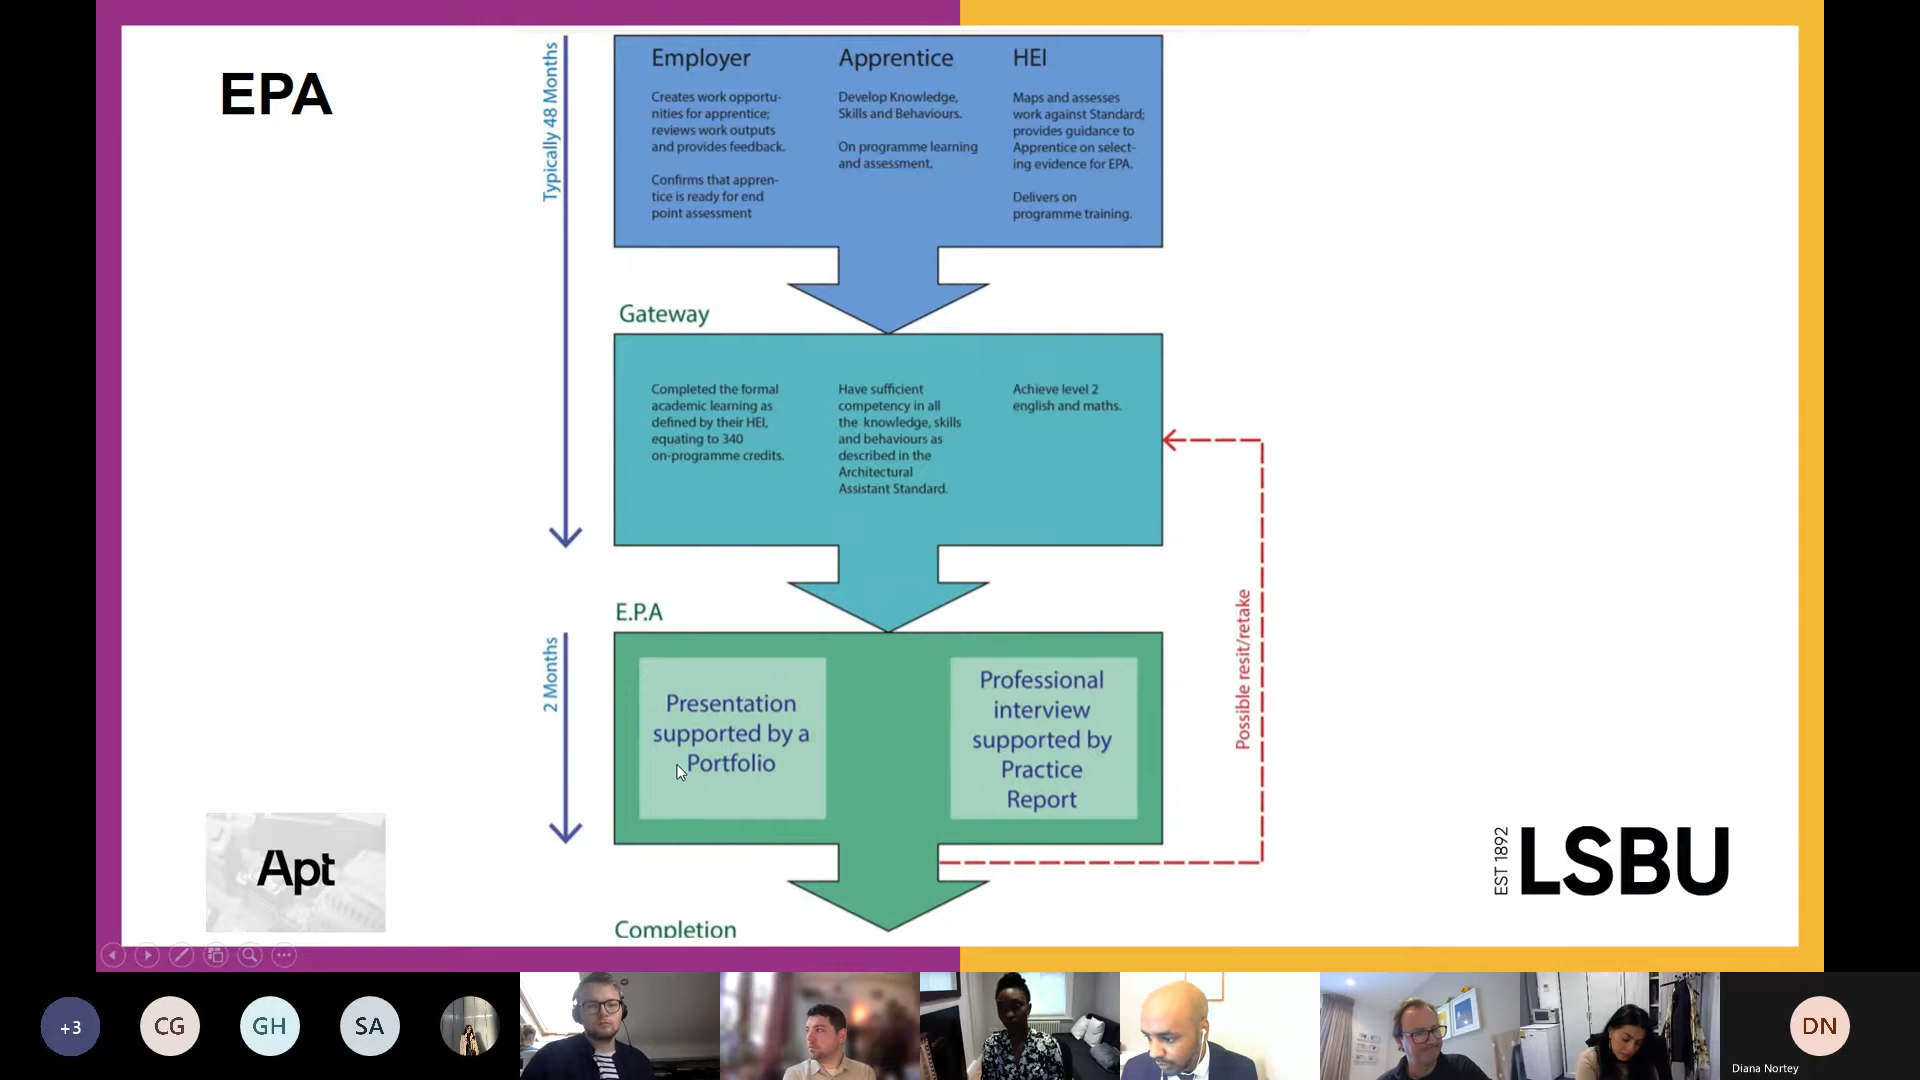 EPA
Typically 48 Months
Employer
Creates work opportu-
nities for apprentice;
reviews work outputs
and provides feedback.
Confirms that appren-
tice is ready for end
point assessment
Apprentice
Develop Knowledge,
Skills and Behaviours.
On programme learning
and assessment.
HEI
Maps and assesses
work against Standard;
provides guidance to
Apprentice on select-
ing evidence for EPA.
Delivers on
programme training.
Gateway
Completed the formal
academic learning as
defined by their HEI,
equating to 340
on-programme credits.
Have sufficient
competency in all
the knowledge, skills
and behaviours as
described in the
Architectural
Assistant Standard.
Achieve level 2
english and maths.
E.P.A
2 Months
Presentation
supported by a
Portfolio
Professional
interview
supported by
Practice
Report
Possible resit/retake
Completion
Apt
EST 1892
LSBU
+3
CG
GH
SA
DN
Diana Nortey